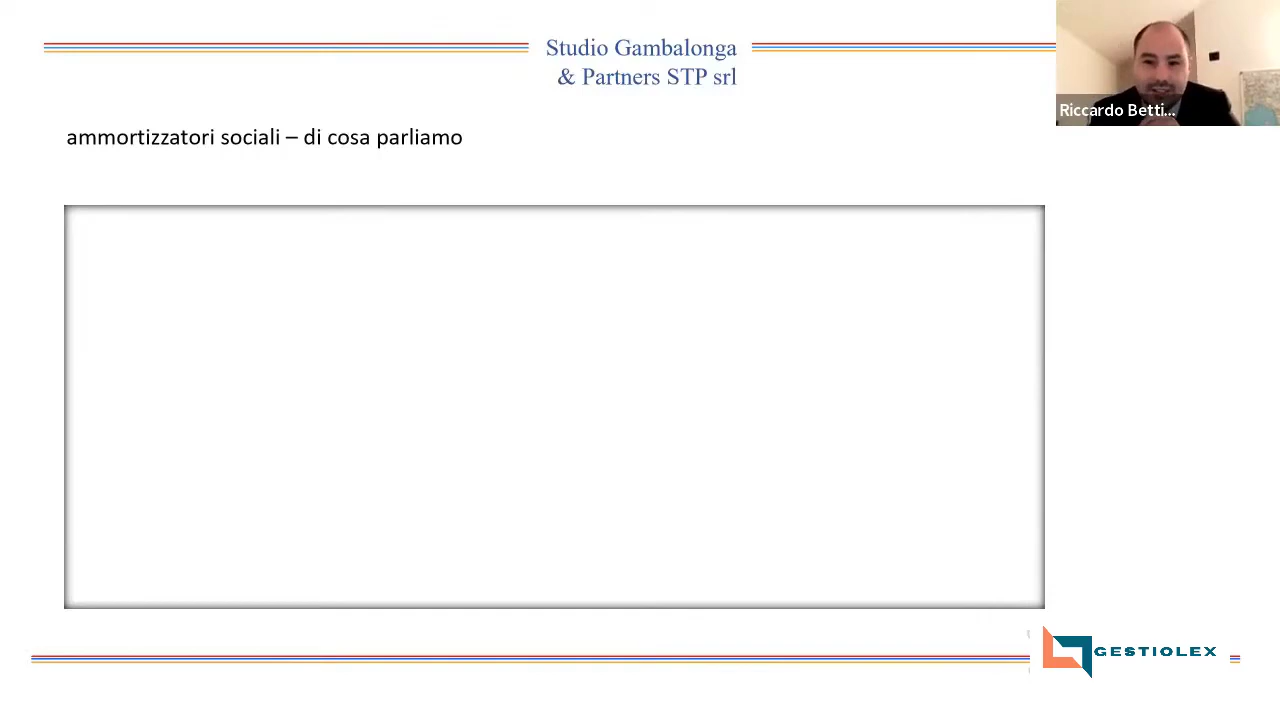 Studio Gambalonga
& Partners STP srl
Riccardo Betti...
ammortizzatori sociali – di cosa parliamo
GESTIOLEX